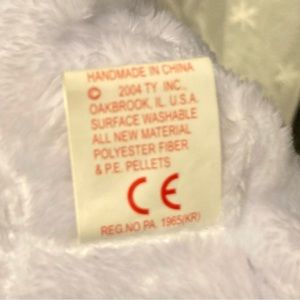 HANDMADE IN CHINA
© 2004 TY INC.,
OAKBROOK, IL. U.S.A.
SURFACE WASHABLE
ALL NEW MATERIAL
POLYESTER FIBER
& P.E. PELLETS
CE
REG.NO PA. 1965(KR)